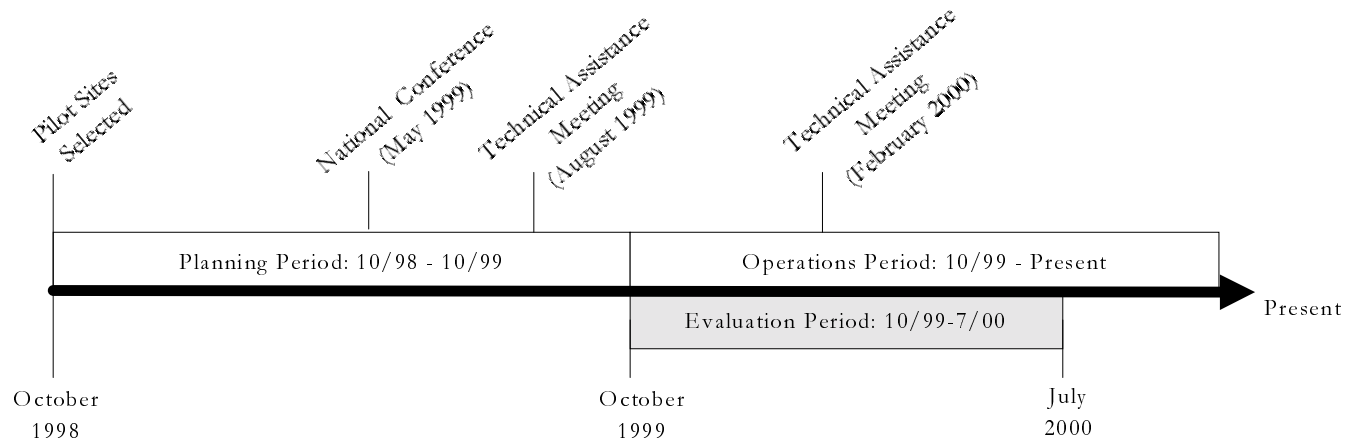 Pilot Sites
Selected
National Conference
(May 1999)
Technical Assistance
Meeting
(August 1999)
Technical Assistance
Meeting
(February 2000)
Planning Period: 10/98 - 10/99
Operations Period: 10/99 - Present
Evaluation Period: 10/99-7/00
Present
October
1998
October
1999
July
2000